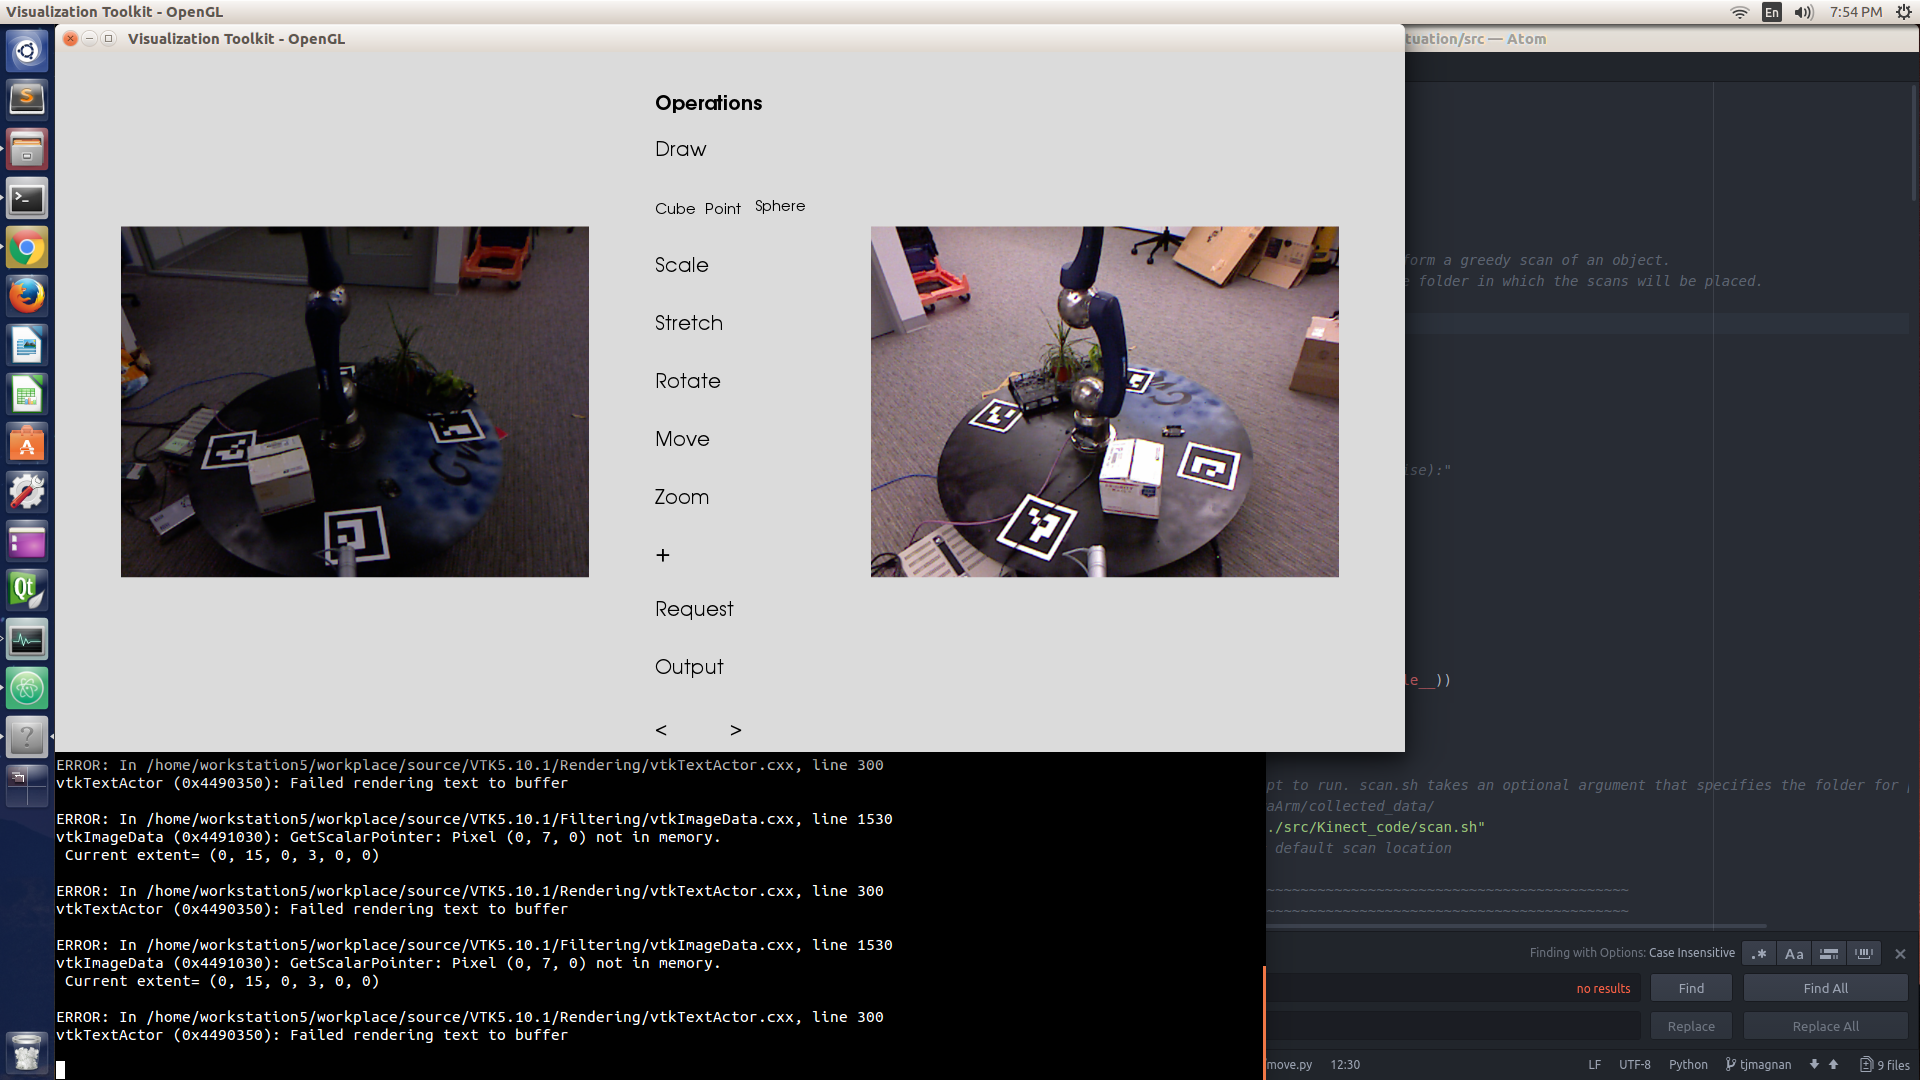 Visualization Toolkit - OpenGL
En
7:54 PM
Visualization Toolkit - OpenGL
tuation/src — Atom
Operations
Draw
Cube Point Sphere
Scale
Stretch
Rotate
Move
Zoom
+
Request
Output
< >
form a greedy scan of an object.
e folder in which the scans will be placed.
ise):"
le__))
pt to run. scan.sh takes an optional argument that specifies the folder for
aArm/collected_data/
./src/Kinect_code/scan.sh"
default scan location
~~~~~~~~~~~~~~~~~~~~~~~~~~~~~~~~~~~~~~~~~~~
~~~~~~~~~~~~~~~~~~~~~~~~~~~~~~~~~~~~~~~~~~~
ERROR: In /home/workstation5/workplace/source/VTK5.10.1/Rendering/vtkTextActor.cxx, line 300
vtkTextActor (0x4490350): Failed rendering text to buffer
ERROR: In /home/workstation5/workplace/source/VTK5.10.1/Filtering/vtkImageData.cxx, line 1530
vtkImageData (0x4491030): GetScalarPointer: Pixel (0, 7, 0) not in memory.
Current extent= (0, 15, 0, 3, 0, 0)
ERROR: In /home/workstation5/workplace/source/VTK5.10.1/Rendering/vtkTextActor.cxx, line 300
vtkTextActor (0x4490350): Failed rendering text to buffer
ERROR: In /home/workstation5/workplace/source/VTK5.10.1/Filtering/vtkImageData.cxx, line 1530
vtkImageData (0x4491030): GetScalarPointer: Pixel (0, 7, 0) not in memory.
Current extent= (0, 15, 0, 3, 0, 0)
ERROR: In /home/workstation5/workplace/source/VTK5.10.1/Rendering/vtkTextActor.cxx, line 300
vtkTextActor (0x4490350): Failed rendering text to buffer
Finding with Options: Case Insensitive
.* Aa
no results
Find
Find All
Replace
Replace All
move.py 12:30
LF UTF-8 Python tjmagnan 9 files